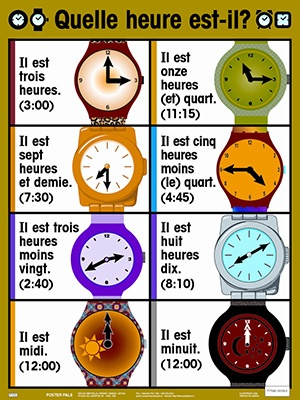 Quelle heure est-il?
Il est
trois
heures.
(3:00)
Il est
onze
heures
(et) quart.
(11:15)
Il est
sept
heures
et demie.
(7:30)
Il est cinq
heures
moins
(le) quart.
(4:45)
Il est trois
heures
moins
vingt.
(2:40)
Il est
huit
heures
dix.
(8:10)
Il est
midi.
(12:00)
Il est
minuit.
(12:00)
POSTER PALS